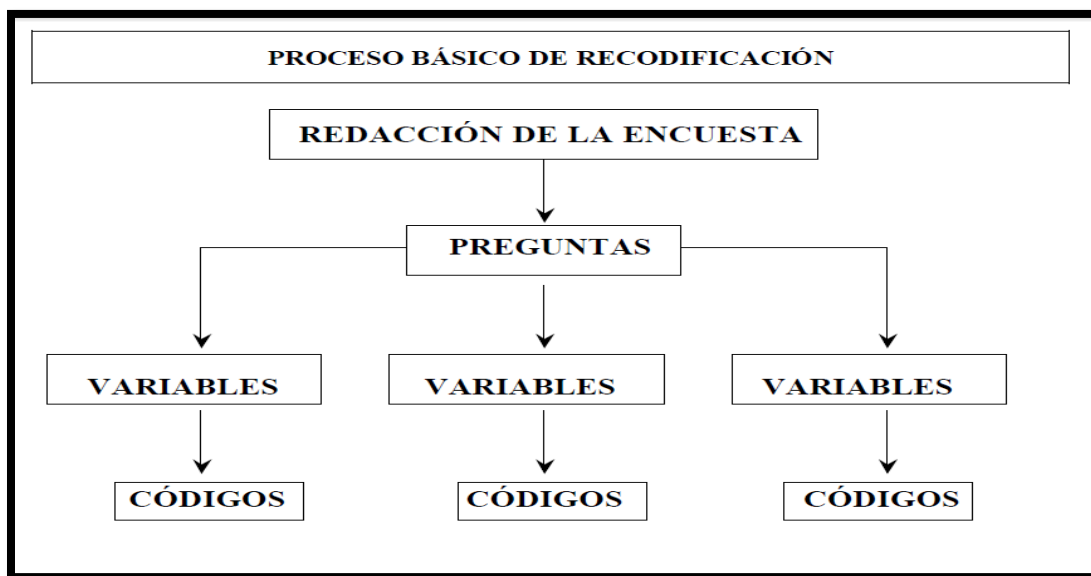 PROCESO BÁSICO DE RECODIFICACIÓN
REDACCIÓN DE LA ENCUESTA
PREGUNTAS
VARIABLES
VARIABLES
VARIABLES
CÓDIGOS
CÓDIGOS
CÓDIGOS